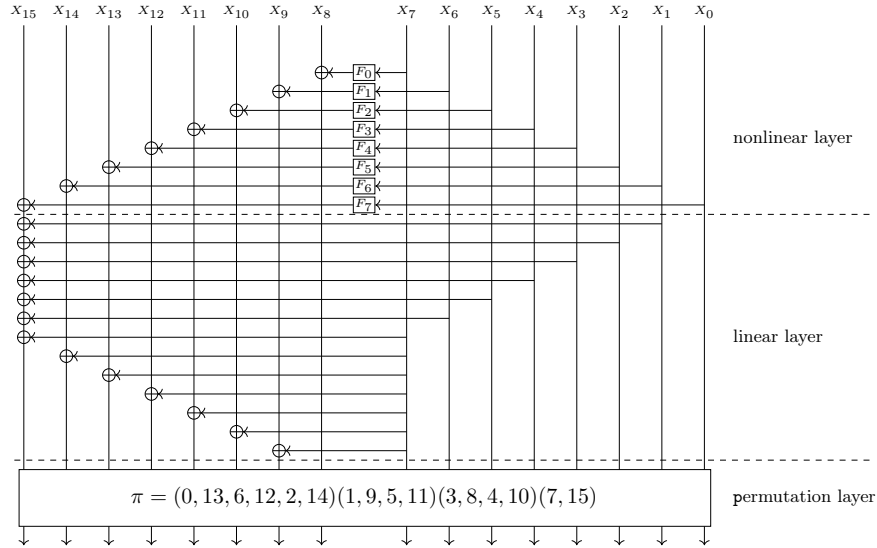 X15 X14 X13 X12 X11 X10 X9 X8 X7 X6 X5 X4 X3 X2 X1 X0
F0
F1
F2
F3
F4
nonlinear layer
F5
F6
F7
linear layer
π = (0, 13, 6, 12, 2, 14)(1, 9, 5, 11)(3, 8, 4, 10)(7, 15)
permutation layer